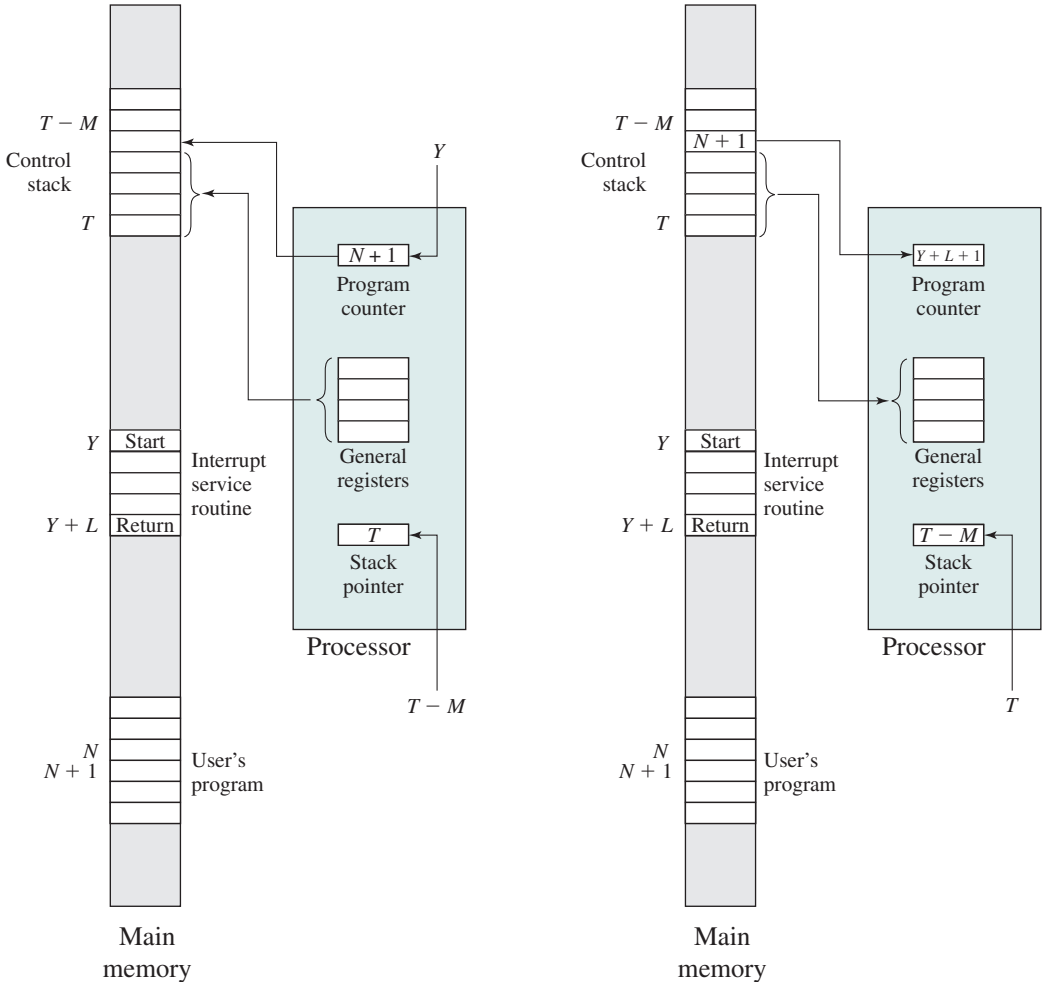 T − M
Control
stack
T
Y
N + 1
Program
counter
Y
Start
Interrupt
service
routine
Y + L
Return
General
registers
T
Stack
pointer
Processor
T − M
N
N + 1
User's
program
Main
memory
T − M
N + 1
Control
stack
T
Y + L + 1
Program
counter
Y
Start
Interrupt
service
routine
Y + L
Return
General
registers
T − M
Stack
pointer
Processor
T
N
N + 1
User's
program
Main
memory